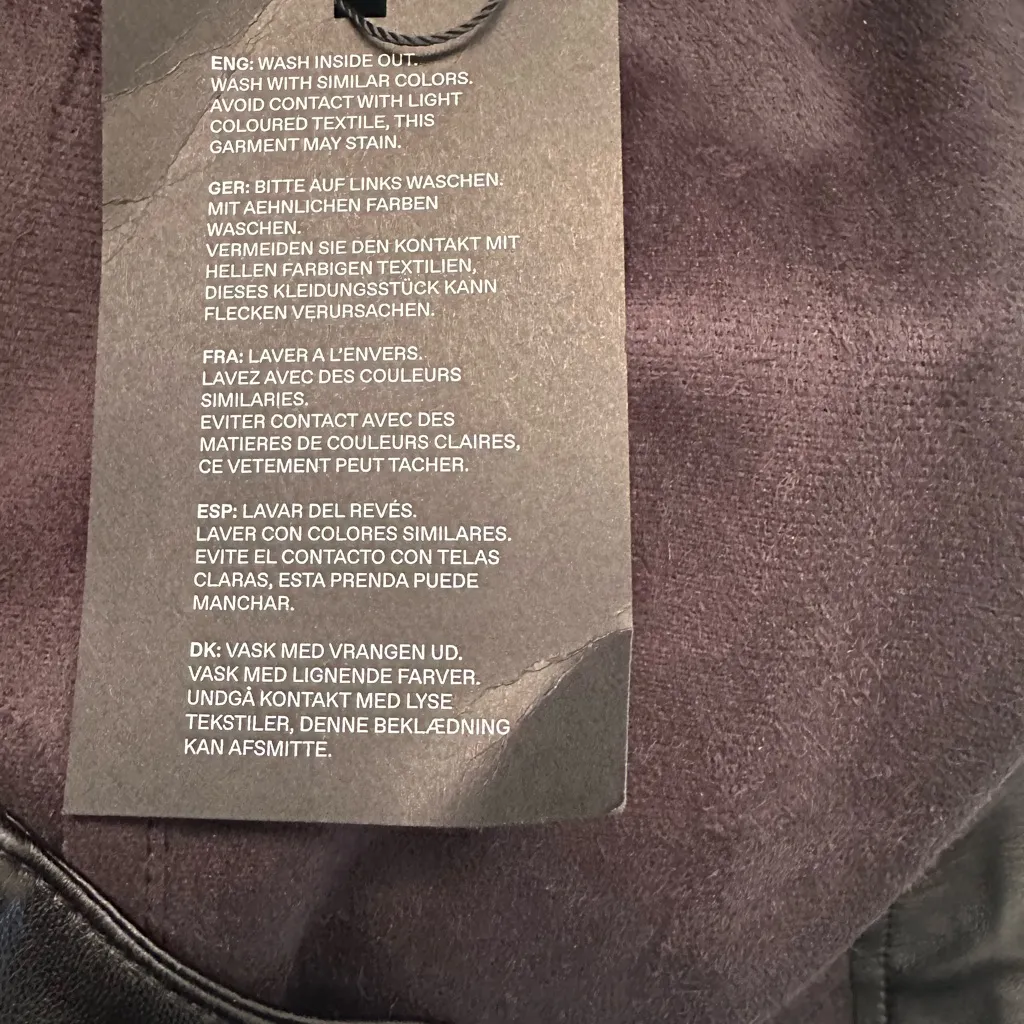 ENG: WASH INSIDE OUT.
WASH WITH SIMILAR COLORS.
AVOID CONTACT WITH LIGHT
COLOURED TEXTILE, THIS
GARMENT MAY STAIN.
GER: BITTE AUF LINKS WASCHEN.
MIT AEHNLICHEN FARBEN
WASCHEN.
VERMEIDEN SIE DEN KONTAKT MIT
HELLEN FARBIGEN TEXTILIEN,
DIESES KLEIDUNGSSTÜCK KANN
FLECKEN VERURSACHEN.
FRA: LAVER A L'ENVERS.
LAVEZ AVEC DES COULEURS
SIMILARIES.
EVITER CONTACT AVEC DES
MATIERES DE COULEURS CLAIRES,
CE VETEMENT PEUT TACHER.
ESP: LAVAR DEL REVÉS.
LAVER CON COLORES SIMILARES.
EVITE EL CONTACTO CON TELAS
CLARAS, ESTA PRENDA PUEDE
MANCHAR.
DK: VASK MED VRANGEN UD.
VASK MED LIGNENDE FARVER.
UNDGÅ KONTAKT MED LYSE
TEKSTILER, DENNE BEKLÆDNING
KAN AFSMITTE.